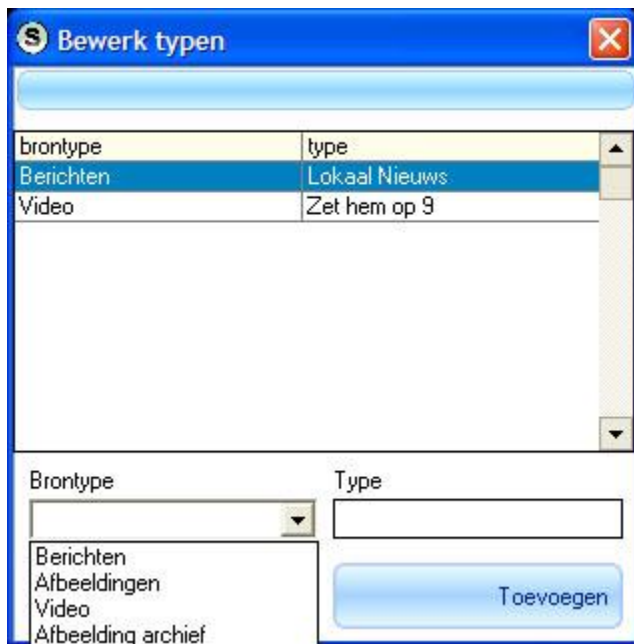 S Bewerk typen
brontype type
Berichten Lokaal Nieuws
Video Zet hem op 9
Brontype Type
Berichten
Afbeeldingen
Video
Afbeelding archief
Toevoegen